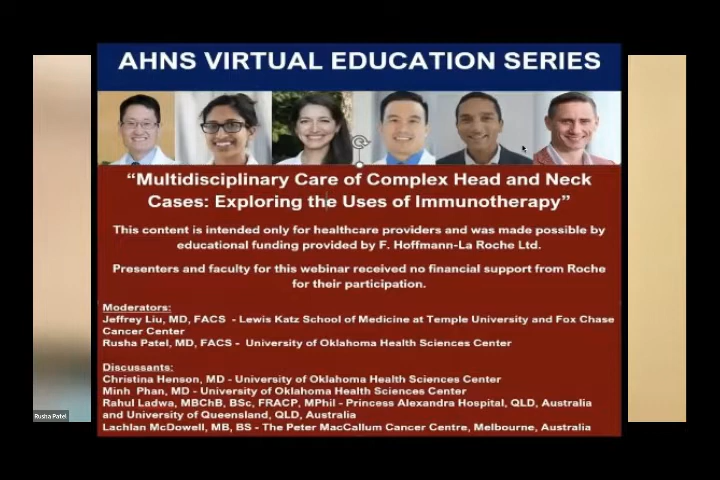 AHNS VIRTUAL EDUCATION SERIES
“Multidisciplinary Care of Complex Head and Neck
Cases: Exploring the Uses of Immunotherapy”
This content is intended only for healthcare providers and was made possible by
educational funding provided by F. Hoffmann-La Roche Ltd.
Presenters and faculty for this webinar received no financial support from Roche
for their participation.
Moderators:
Jeffrey Liu, MD, FACS - Lewis Katz School of Medicine at Temple University and Fox Chase
Cancer Center
Rusha Patel, MD, FACS - University of Oklahoma Health Sciences Center
Discussants:
Christina Henson, MD - University of Oklahoma Health Sciences Center
Minh Phan, MD - University of Oklahoma Health Sciences Center
Rahul Ladwa, MBChB, BSc, FRACP, MPhil - Princess Alexandra Hospital, QLD, Australia
and University of Queensland, QLD, Australia
Lachlan McDowell, MB, BS - The Peter MacCallum Cancer Centre, Melbourne, Australia
Rusha Patel